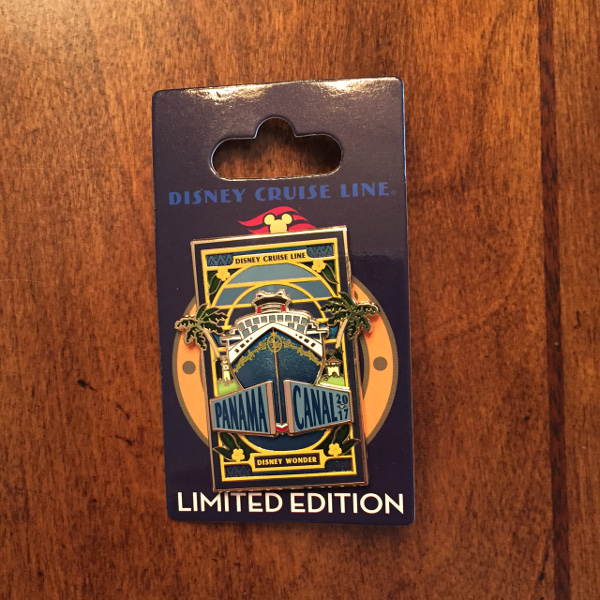 DISNEY CRUISE LINE®
DISNEY CRUISE LINE
PANAMA CANAL 2017
DISNEY WONDER
LIMITED EDITION